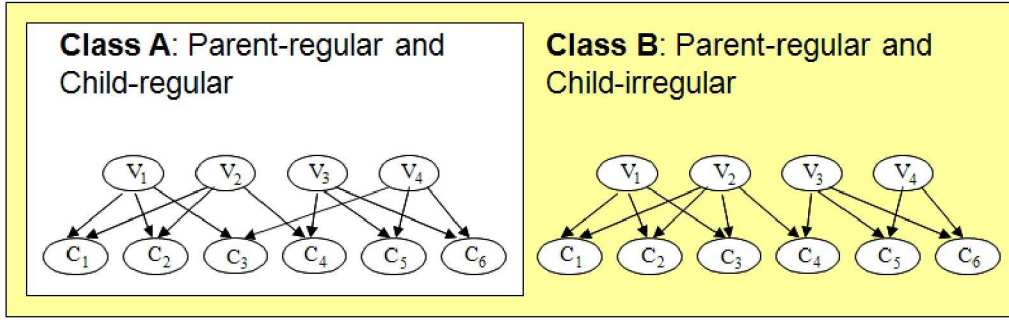 Class A: Parent-regular and
Child-regular
V1 V2 V3 V4
C1 C2 C3 C4 C5 C6
Class B: Parent-regular and
Child-irregular
V1 V2 V3 V4
C1 C2 C3 C4 C5 C6